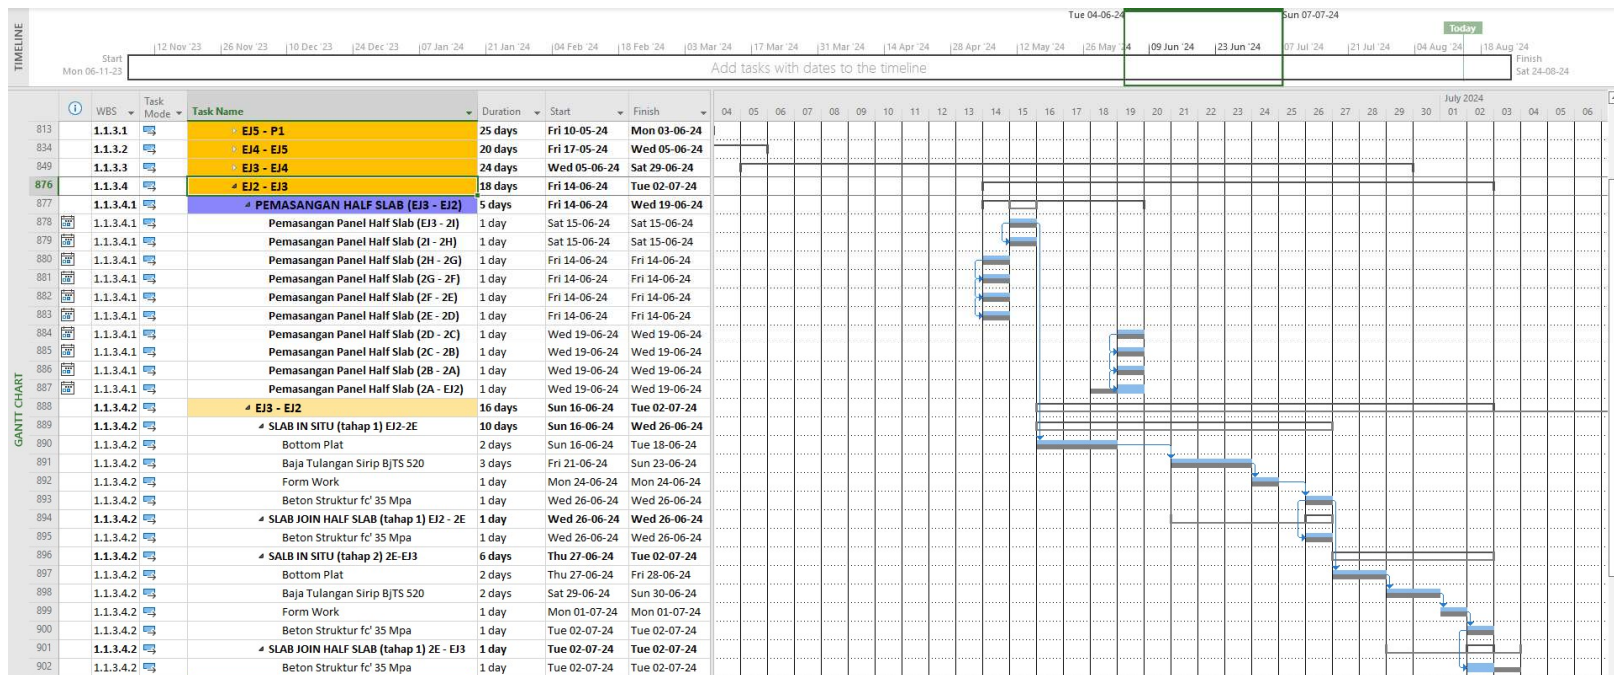 TIMELINE
Tue 04-06-24 Sun 07-07-24
Today
12 Nov '23 26 Nov '23 10 Dec '23 24 Dec '23 07 Jan '24 21 Jan '24 04 Feb '24 18 Feb '24 03 Mar '24 17 Mar '24 31 Mar '24 14 Apr '24 28 Apr '24 12 May '24 26 May '24 09 Jun '24 23 Jun '24 07 Jul '24 21 Jul '24 04 Aug '24 18 Aug '24
Start
Mon 06-11-23
Add tasks with dates to the timeline
Finish
Sat 24-08-24
GANTT CHART
WBS Task Mode Task Name Duration Start Finish
July 2024
04 05 06 07 08 09 10 11 12 13 14 15 16 17 18 19 20 21 22 23 24 25 26 27 28 29 30 01 02 03 04 05 06
813 1.1.3.1 EJ5 - P1 25 days Fri 10-05-24 Mon 03-06-24
834 1.1.3.2 EJ4 - EJ5 20 days Fri 17-05-24 Wed 05-06-24
849 1.1.3.3 EJ3 - EJ4 24 days Wed 05-06-24 Sat 29-06-24
876 1.1.3.4 EJ2 - EJ3 18 days Fri 14-06-24 Tue 02-07-24
877 1.1.3.4.1 PEMASANGAN HALF SLAB (EJ3 - EJ2) 5 days Fri 14-06-24 Wed 19-06-24
878 1.1.3.4.1 Pemasangan Panel Half Slab (EJ3 - 2I) 1 day Sat 15-06-24 Sat 15-06-24
879 1.1.3.4.1 Pemasangan Panel Half Slab (2I - 2H) 1 day Sat 15-06-24 Sat 15-06-24
880 1.1.3.4.1 Pemasangan Panel Half Slab (2H - 2G) 1 day Fri 14-06-24 Fri 14-06-24
881 1.1.3.4.1 Pemasangan Panel Half Slab (2G - 2F) 1 day Fri 14-06-24 Fri 14-06-24
882 1.1.3.4.1 Pemasangan Panel Half Slab (2F - 2E) 1 day Fri 14-06-24 Fri 14-06-24
883 1.1.3.4.1 Pemasangan Panel Half Slab (2E - 2D) 1 day Fri 14-06-24 Fri 14-06-24
884 1.1.3.4.1 Pemasangan Panel Half Slab (2D - 2C) 1 day Wed 19-06-24 Wed 19-06-24
885 1.1.3.4.1 Pemasangan Panel Half Slab (2C - 2B) 1 day Wed 19-06-24 Wed 19-06-24
886 1.1.3.4.1 Pemasangan Panel Half Slab (2B - 2A) 1 day Wed 19-06-24 Wed 19-06-24
887 1.1.3.4.1 Pemasangan Panel Half Slab (2A - EJ2) 1 day Wed 19-06-24 Wed 19-06-24
888 1.1.3.4.2 EJ3 - EJ2 16 days Sun 16-06-24 Tue 02-07-24
889 1.1.3.4.2 SLAB IN SITU (tahap 1) EJ2-2E 10 days Sun 16-06-24 Wed 26-06-24
890 1.1.3.4.2 Bottom Plat 2 days Sun 16-06-24 Tue 18-06-24
891 1.1.3.4.2 Baja Tulangan Sirip BjTS 520 3 days Fri 21-06-24 Sun 23-06-24
892 1.1.3.4.2 Form Work 1 day Mon 24-06-24 Mon 24-06-24
893 1.1.3.4.2 Beton Struktur fc' 35 Mpa 1 day Wed 26-06-24 Wed 26-06-24
894 1.1.3.4.2 SLAB JOIN HALF SLAB (tahap 1) EJ2 - 2E 1 day Wed 26-06-24 Wed 26-06-24
895 1.1.3.4.2 Beton Struktur fc' 35 Mpa 1 day Wed 26-06-24 Wed 26-06-24
896 1.1.3.4.2 SALB IN SITU (tahap 2) 2E-EJ3 6 days Thu 27-06-24 Tue 02-07-24
897 1.1.3.4.2 Bottom Plat 2 days Thu 27-06-24 Fri 28-06-24
898 1.1.3.4.2 Baja Tulangan Sirip BjTS 520 2 days Sat 29-06-24 Sun 30-06-24
899 1.1.3.4.2 Form Work 1 day Mon 01-07-24 Mon 01-07-24
900 1.1.3.4.2 Beton Struktur fc' 35 Mpa 1 day Tue 02-07-24 Tue 02-07-24
901 1.1.3.4.2 SLAB JOIN HALF SLAB (tahap 1) 2E - EJ3 1 day Tue 02-07-24 Tue 02-07-24
902 1.1.3.4.2 Beton Struktur fc' 35 Mpa 1 day Tue 02-07-24 Tue 02-07-24